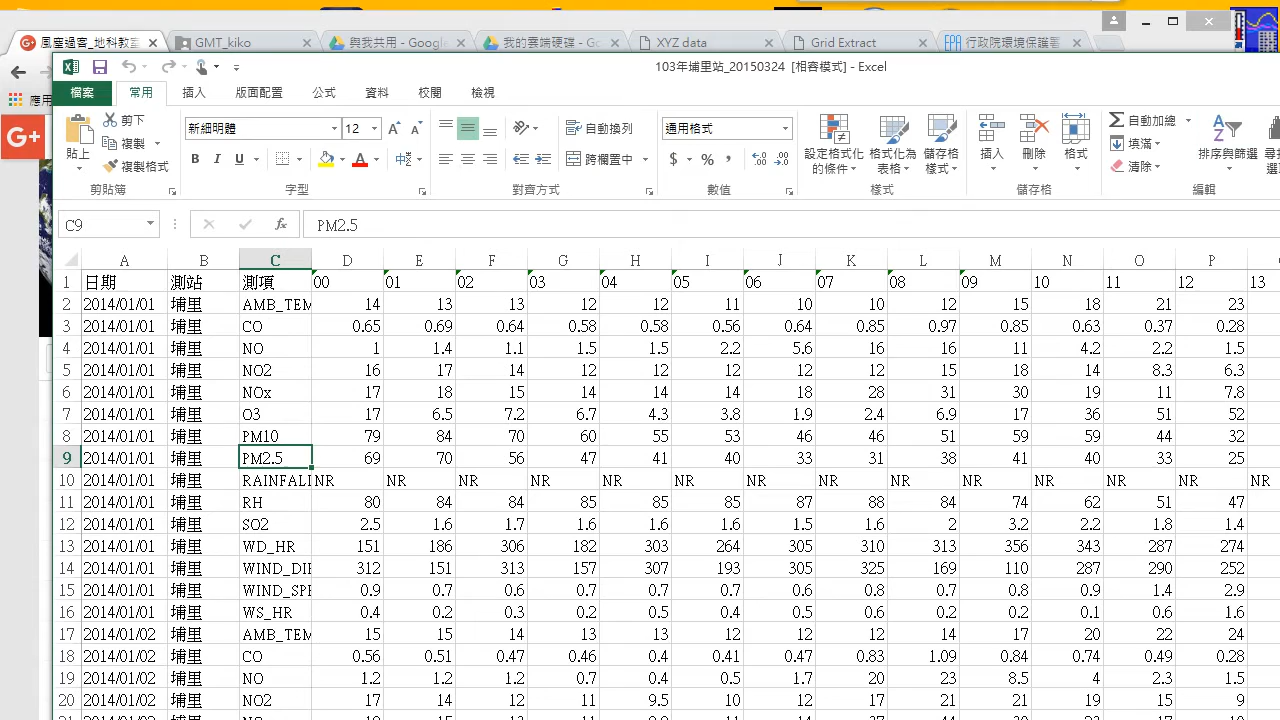 風塵過客_地科教室
GMT_kiko
與我共用 - Googl
我的雲端硬碟 - Go
XYZ data
Grid Extract
行政院環境保護署
應用
G+
103年埔里站_20150324 [相容模式] - Excel
檔案 常用 插入 版面配置 公式 資料 校閱 檢視
貼上 剪下 複製 複製格式 剪貼簿
新細明體 12 B I U A 字型
自動換列 跨欄置中 對齊方式
通用格式 $ % , 數值
設定格式化的條件 格式化為表格 儲存格樣式 樣式
插入 刪除 格式 儲存格
自動加總 填滿 清除 排序與篩選 編輯
C9 fx PM2.5
A B C D E F G H I J K L M N O P
1 日期 測站 測項 00 01 02 03 04 05 06 07 08 09 10 11 12 13
2 2014/01/01 埔里 AMB_TEM 14 13 13 12 12 11 10 10 12 15 18 21 23
3 2014/01/01 埔里 CO 0.65 0.69 0.64 0.58 0.58 0.56 0.64 0.85 0.97 0.85 0.63 0.37 0.28
4 2014/01/01 埔里 NO 1 1.4 1.1 1.5 1.5 2.2 5.6 16 16 11 4.2 2.2 1.5
5 2014/01/01 埔里 NO2 16 17 14 12 12 12 12 12 15 18 14 8.3 6.3
6 2014/01/01 埔里 NOx 17 18 15 14 14 14 18 28 31 30 19 11 7.8
7 2014/01/01 埔里 O3 17 6.5 7.2 6.7 4.3 3.8 1.9 2.4 6.9 17 36 51 52
8 2014/01/01 埔里 PM10 79 84 70 60 55 53 46 46 51 59 59 44 32
9 2014/01/01 埔里 PM2.5 69 70 56 47 41 40 33 31 38 41 40 33 25
10 2014/01/01 埔里 RAINFALL NR NR NR NR NR NR NR NR NR NR NR NR NR NR
11 2014/01/01 埔里 RH 80 84 84 85 85 85 87 88 84 74 62 51 47
12 2014/01/01 埔里 SO2 2.5 1.6 1.7 1.6 1.6 1.6 1.5 1.6 2 3.2 2.2 1.8 1.4
13 2014/01/01 埔里 WD_HR 151 186 306 182 303 264 305 310 313 356 343 287 274
14 2014/01/01 埔里 WIND_DI 312 151 313 157 307 193 305 325 169 110 287 290 252
15 2014/01/01 埔里 WIND_SP 0.9 0.7 0.6 0.7 0.7 0.7 0.6 0.8 0.7 0.8 0.9 1.4 2.9
16 2014/01/01 埔里 WS_HR 0.4 0.2 0.3 0.2 0.5 0.4 0.5 0.6 0.2 0.2 0.1 0.6 1.6
17 2014/01/02 埔里 AMB_TEM 15 15 14 13 13 12 12 12 14 17 20 22 24
18 2014/01/02 埔里 CO 0.56 0.51 0.47 0.46 0.4 0.41 0.47 0.83 1.09 0.84 0.74 0.49 0.28
19 2014/01/02 埔里 NO 1.2 1.2 1.2 0.7 0.4 0.5 1.7 20 23 8.5 4 2.3 1.5
20 2014/01/02 埔里 NO2 17 14 12 11 9.5 10 12 17 21 21 19 15 9